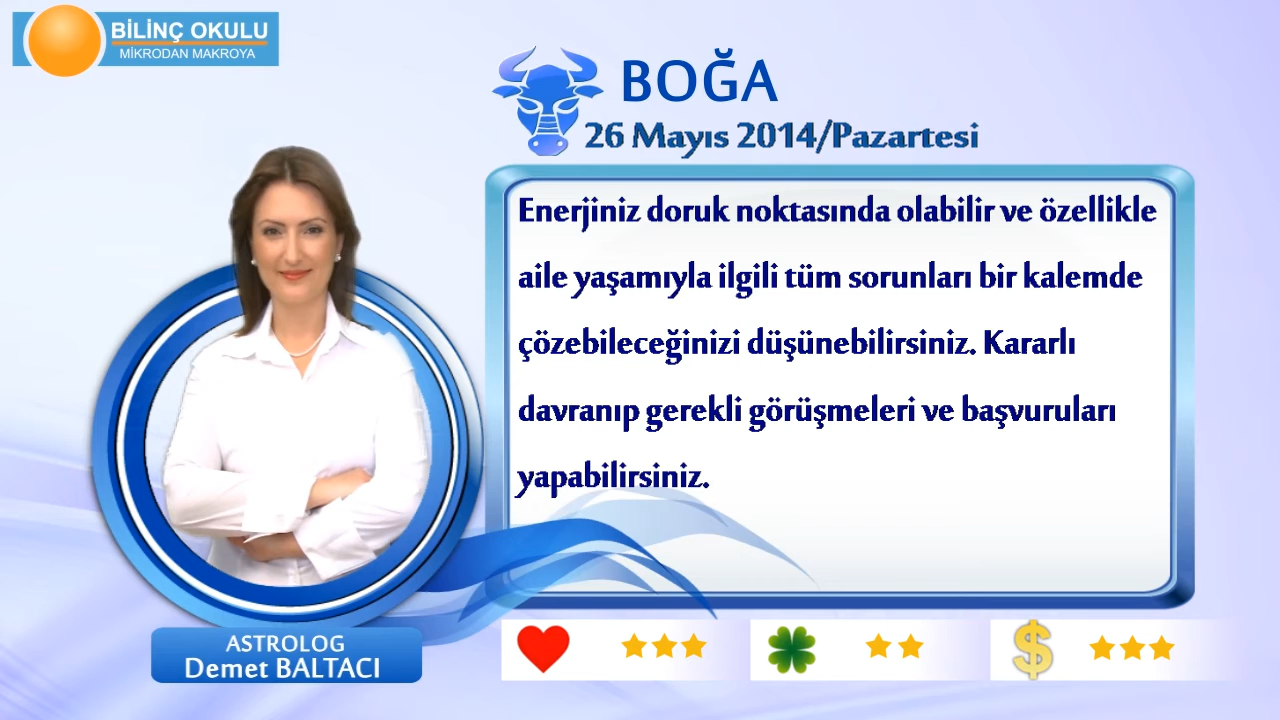 BİLİNÇ OKULU
MİKRODAN MAKROYA
BOĞA
26 Mayıs 2014/Pazartesi
Enerjiniz doruk noktasında olabilir ve özellikle
aile yaşamıyla ilgili tüm sorunları bir kalemde
çözebileceğinizi düşünebilirsiniz. Kararlı
davranıp gerekli görüşmeleri ve başvuruları
yapabilirsiniz.
ASTROLOG
Demet BALTACI